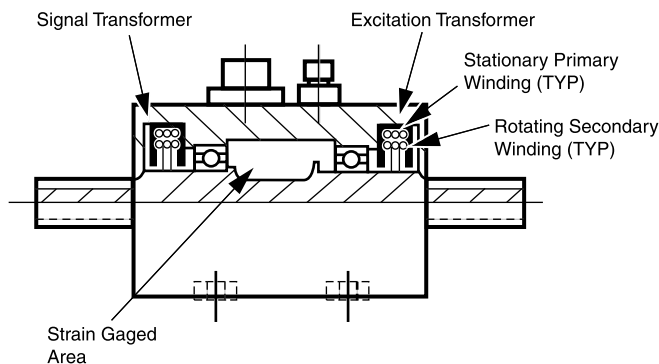 Signal Transformer
Excitation Transformer
Stationary Primary
Winding (TYP)
Rotating Secondary
Winding (TYP)
Strain Gaged
Area